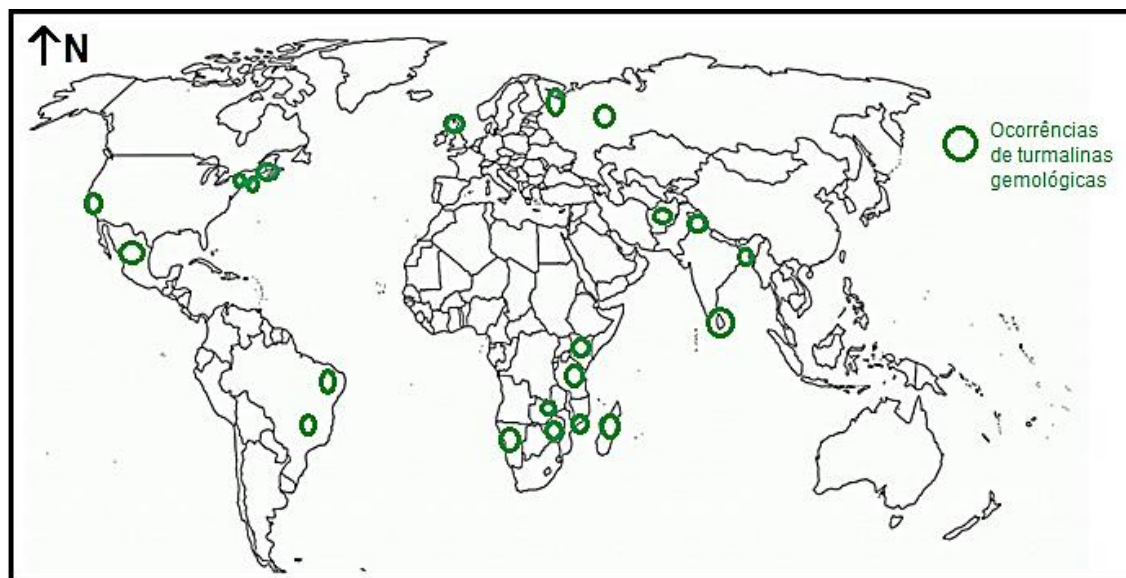 ↑N
Ocorrências
de turmalinas
gemológicas